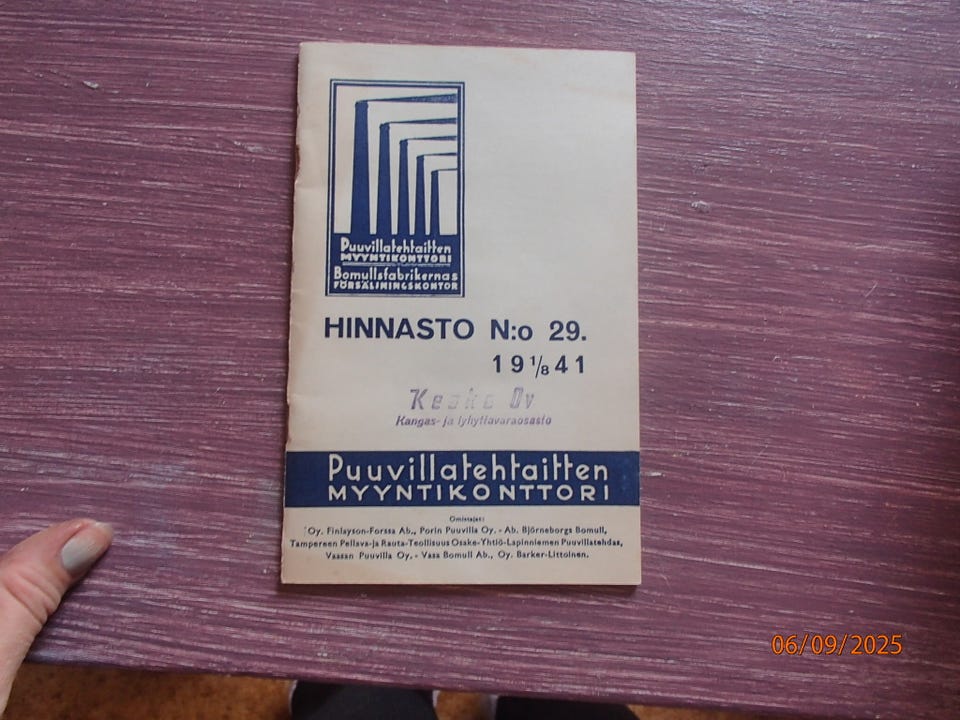 Puuvillatehtaitten
MYYNTIKONTTORI
Bomullsfabrikernas
FÖRSÄLJNINGSKONTOR
HINNASTO N:o 29.
19 1/8 41
Kesko Oy
Kangas- ja lyhyttavaraosasto
Puuvillatehtaitten
MYYNTIKONTTORI
Omistajat:
Oy. Finlayson-Forssa Ab., Porin Puuvilla Oy. - Ab. Björneborgs Bomull,
Tampereen Pellava-ja Rauta-Teollisuus Osake-Yhtiö-Lapinniemen Puuvillatehdas,
Vaasan Puuvilla Oy. - Vasa Bomull Ab., Oy. Barker-Littoinen.
06/09/2025